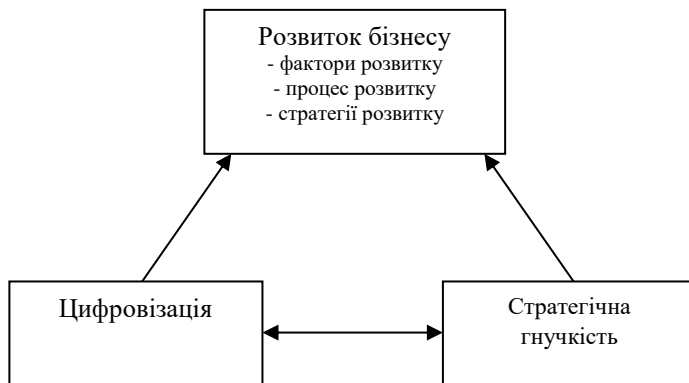 Розвиток бізнесу
- фактори розвитку
- процес розвитку
- стратегії розвитку
Цифровізація
Стратегічна
гнучкість